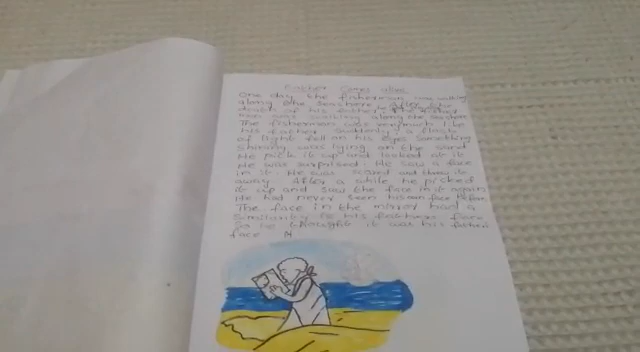 Father comes alive
One day the fisherman was walking
along the seashore. After the
death of his father, the fisher
man was walking along the seashore
The fisherman was very much like
his father. Suddenly a flash
of light fell on his eyes something
shining was lying on the sand
He pick it up and looked at it
He was surprised. He saw a face
in it. He was scared and threw it
away. After a while he picked
it up and saw the face in it again
He had never seen his own face before
The face in the mirror had a
similarity to his father's face
So he thought it was his father
face